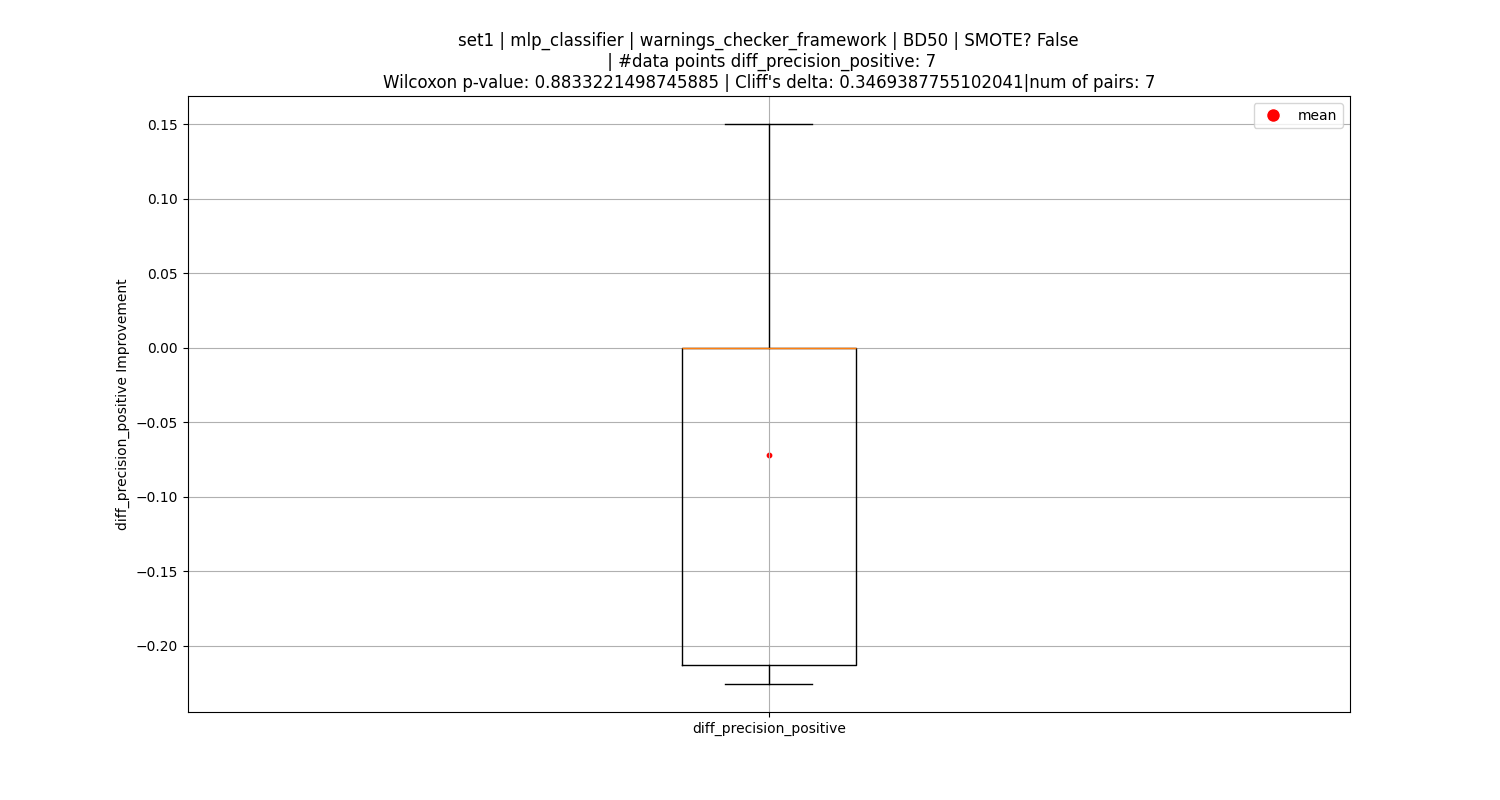 set1 | mlp_classifier | warnings_checker_framework | BD50 | SMOTE? False
| #data points diff_precision_positive: 7
Wilcoxon p-value: 0.8833221498745885 | Cliff's delta: 0.3469387755102041|num of pairs: 7
mean
0.15
0.10
0.05
0.00
−0.05
−0.10
−0.15
−0.20
diff_precision_positive Improvement
diff_precision_positive